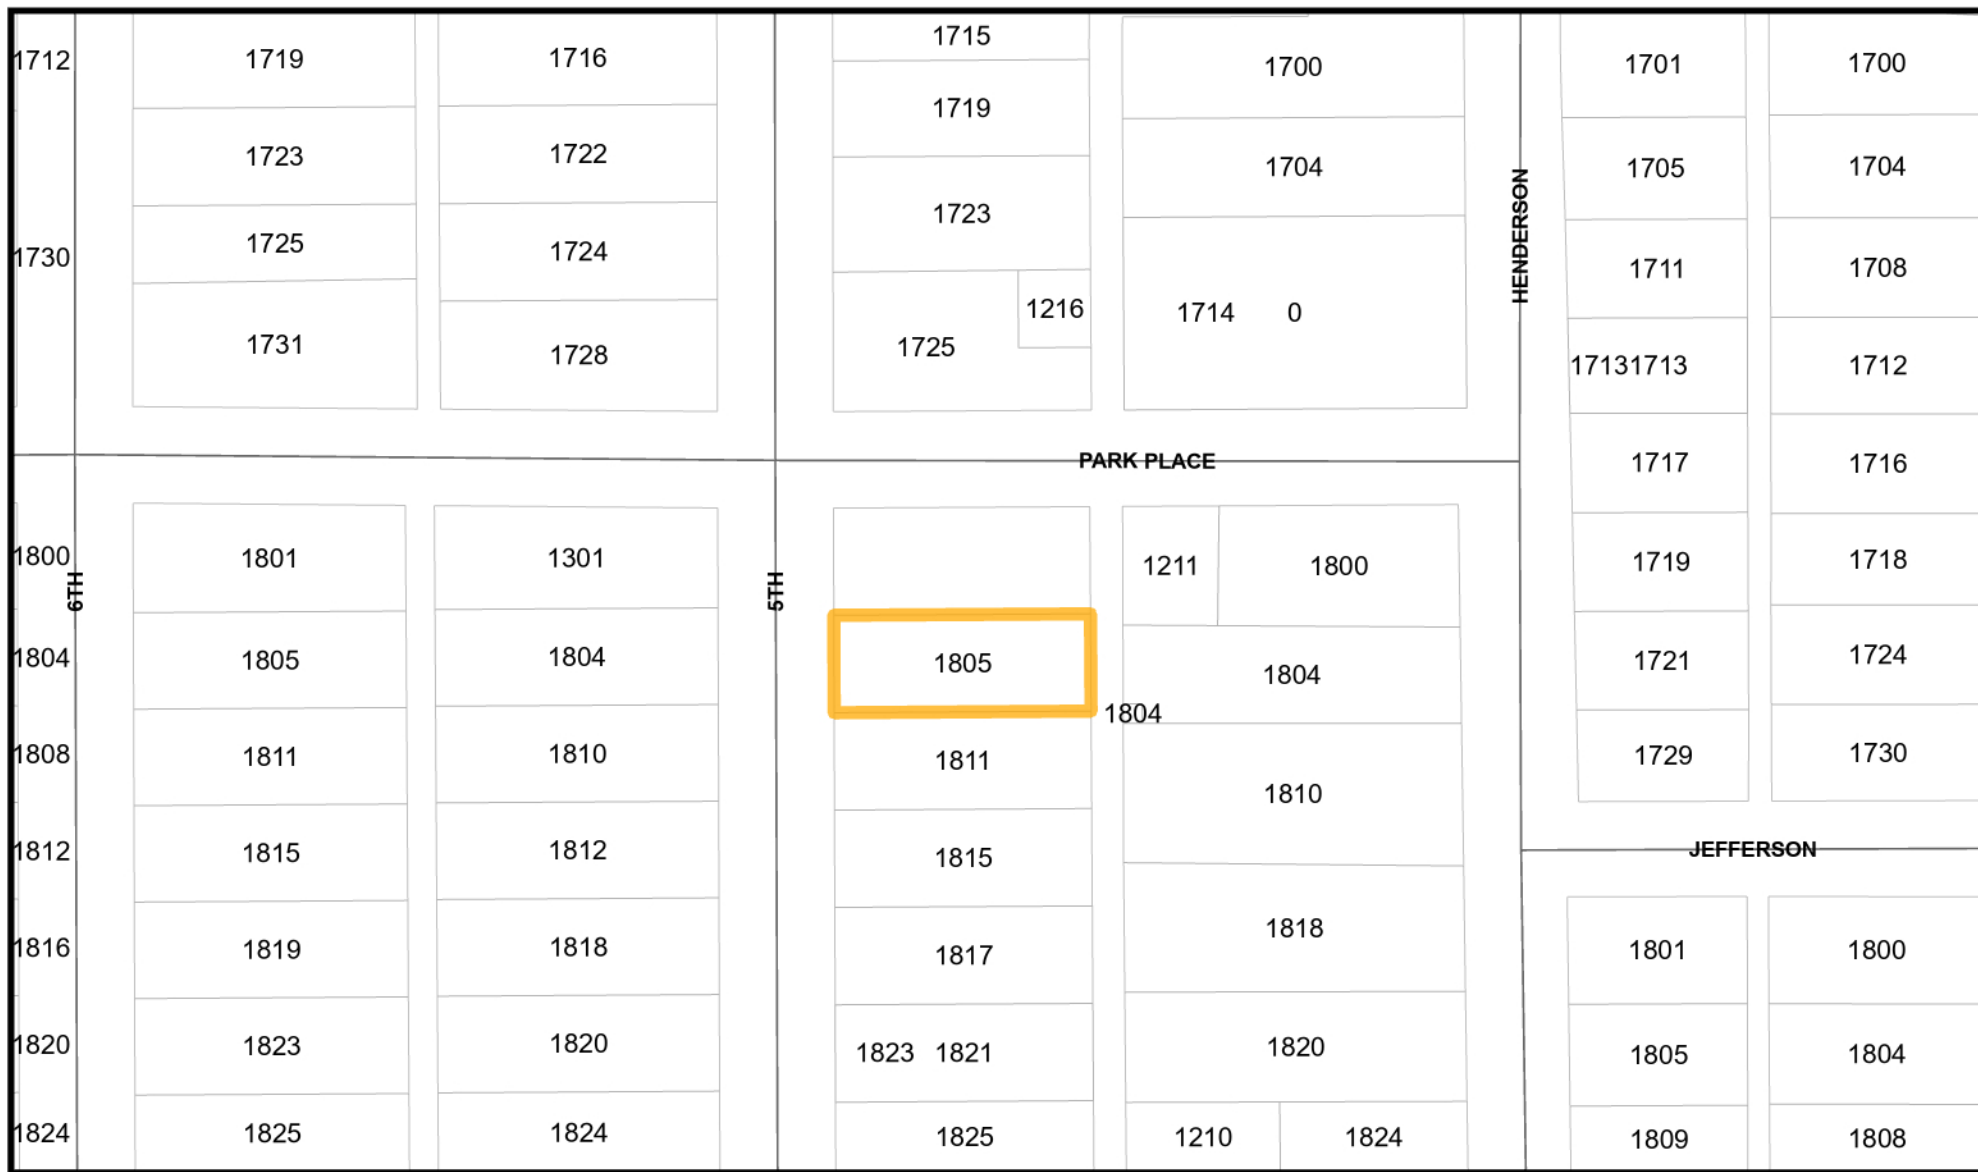 1712 1719 1716 1715 1700 1701 1700
1723 1722 1719 1704 1705 1704
1730 1725 1724 1723 1711 1708
1731 1728 1725 1216 1714 0 17131713 1712
HENDERSON
PARK PLACE
1717 1716
1800 1801 1301 1211 1800 1719 1718
6TH
5TH
1804 1805 1804 1805 1804 1721 1724
1804
1808 1811 1810 1811 1810 1729 1730
1812 1815 1812 1815
JEFFERSON
1816 1819 1818 1817 1818 1801 1800
1820 1823 1820 1823 1821 1820 1805 1804
1824 1825 1824 1825 1210 1824 1809 1808